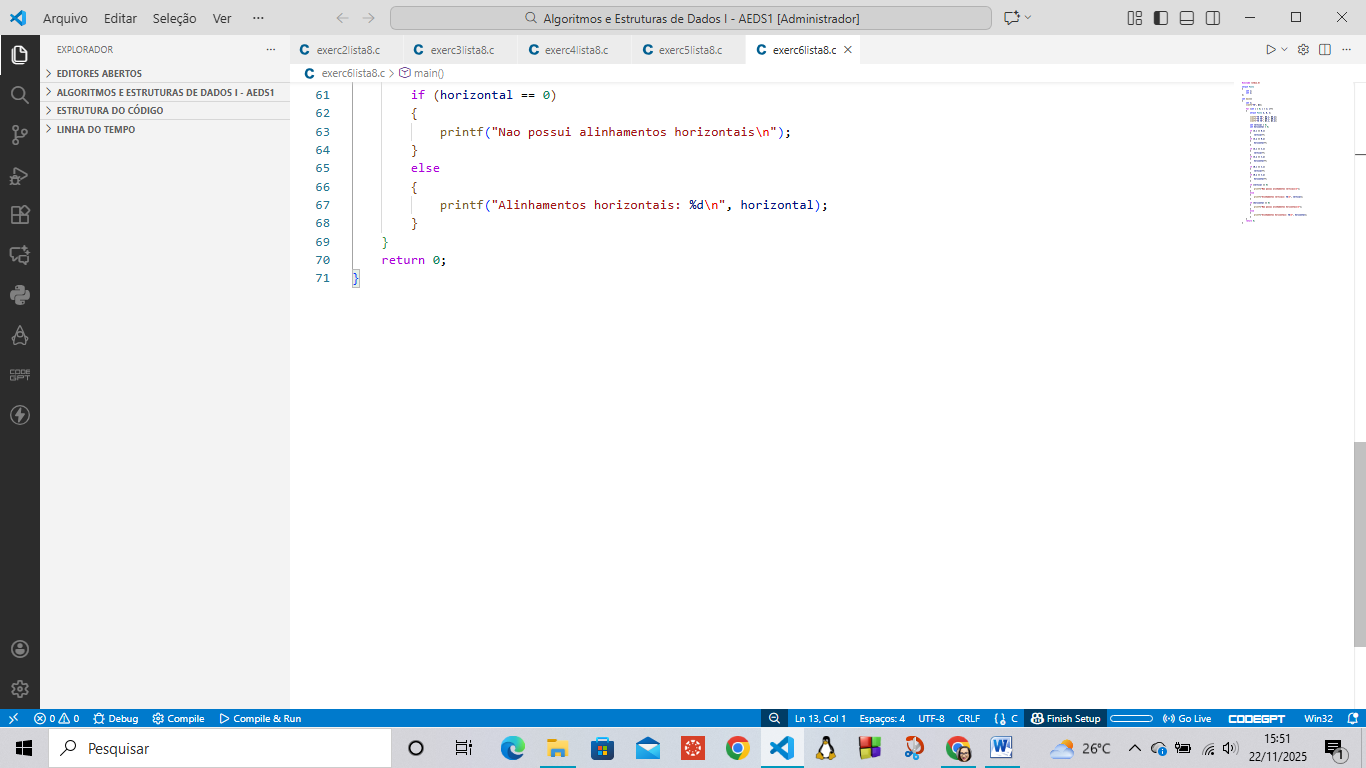 Arquivo Editar Seleção Ver ···
Algoritmos e Estruturas de Dados I - AEDS1 [Administrador]
EXPLORADOR ···
exerc2lista8.c exerc3lista8.c exerc4lista8.c exerc5lista8.c exerc6lista8.c
EDITORES ABERTOS
ALGORITMOS E ESTRUTURAS DE DADOS I - AEDS1
ESTRUTURA DO CÓDIGO
LINHA DO TEMPO
C exerc6lista8.c > main()
61 if (horizontal == 0)
62 {
63 printf("Nao possui alinhamentos horizontais\n");
64 }
65 else
66 {
67 printf("Alinhamentos horizontais: %d\n", horizontal);
68 }
69 }
70 return 0;
71 }
CODE
GPT
0 0 Debug Compile Compile & Run
Ln 13, Col 1 Espaços: 4 UTF-8 CRLF C Finish Setup Go Live CODEGPT Win32
Pesquisar
26°C
15:51
22/11/2025
1